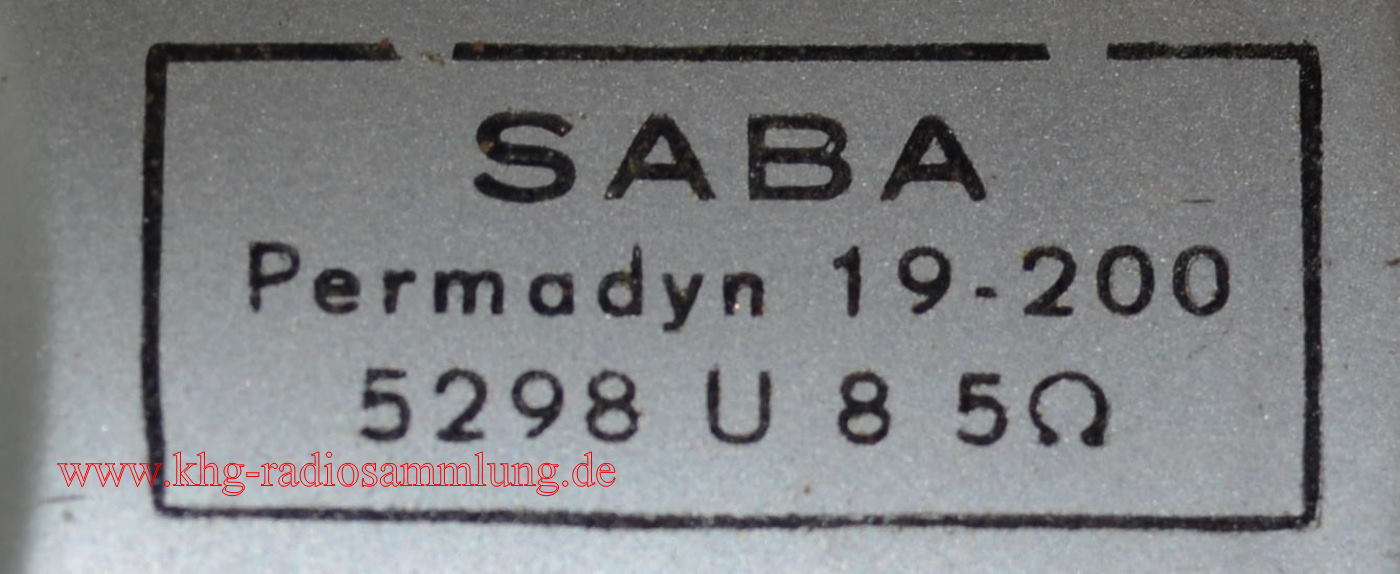 SABA
Permadyn 19-200
5298 U 8 5Ω
www.khg-radiosammlung.de